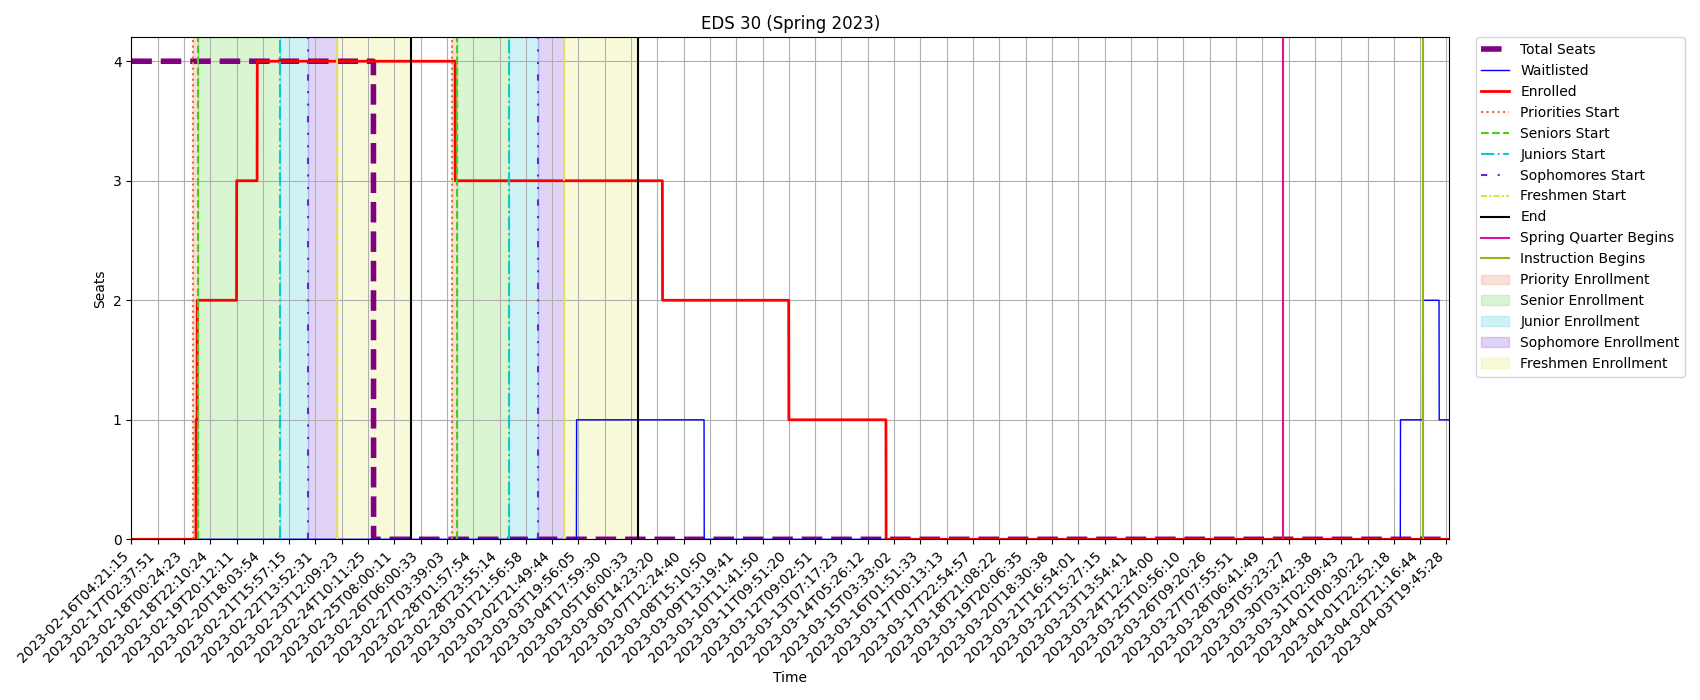 EDS 30 (Spring 2023)
Seats
4
3
2
1
0
2023-02-16T04:21:15
2023-02-17T02:37:51
2023-02-18T00:24:23
2023-02-18T22:10:24
2023-02-19T20:12:11
2023-02-20T18:03:54
2023-02-21T15:57:15
2023-02-22T13:52:31
2023-02-23T12:09:23
2023-02-24T10:11:25
2023-02-25T08:00:11
2023-02-26T06:00:33
2023-02-27T03:39:03
2023-02-28T01:57:54
2023-02-28T23:55:14
2023-03-01T21:56:58
2023-03-02T21:49:44
2023-03-03T19:56:05
2023-03-04T17:59:30
2023-03-05T16:00:33
2023-03-06T14:23:20
2023-03-07T12:24:40
2023-03-08T15:10:50
2023-03-09T13:19:41
2023-03-10T11:41:50
2023-03-11T09:51:20
2023-03-12T09:02:51
2023-03-13T07:17:23
2023-03-14T05:26:12
2023-03-15T03:33:02
2023-03-16T01:51:33
2023-03-17T00:13:13
2023-03-17T22:54:57
2023-03-18T21:08:22
2023-03-19T20:06:35
2023-03-20T18:30:38
2023-03-21T16:54:01
2023-03-22T15:27:15
2023-03-23T13:54:41
2023-03-24T12:24:00
2023-03-25T10:56:10
2023-03-26T09:20:26
2023-03-27T07:55:51
2023-03-28T06:41:49
2023-03-29T05:23:27
2023-03-30T03:42:38
2023-03-31T02:09:43
2023-04-01T00:30:22
2023-04-01T22:52:18
2023-04-02T21:16:44
2023-04-03T19:45:28
Time
Total Seats
Waitlisted
Enrolled
Priorities Start
Seniors Start
Juniors Start
Sophomores Start
Freshmen Start
End
Spring Quarter Begins
Instruction Begins
Priority Enrollment
Senior Enrollment
Junior Enrollment
Sophomore Enrollment
Freshmen Enrollment